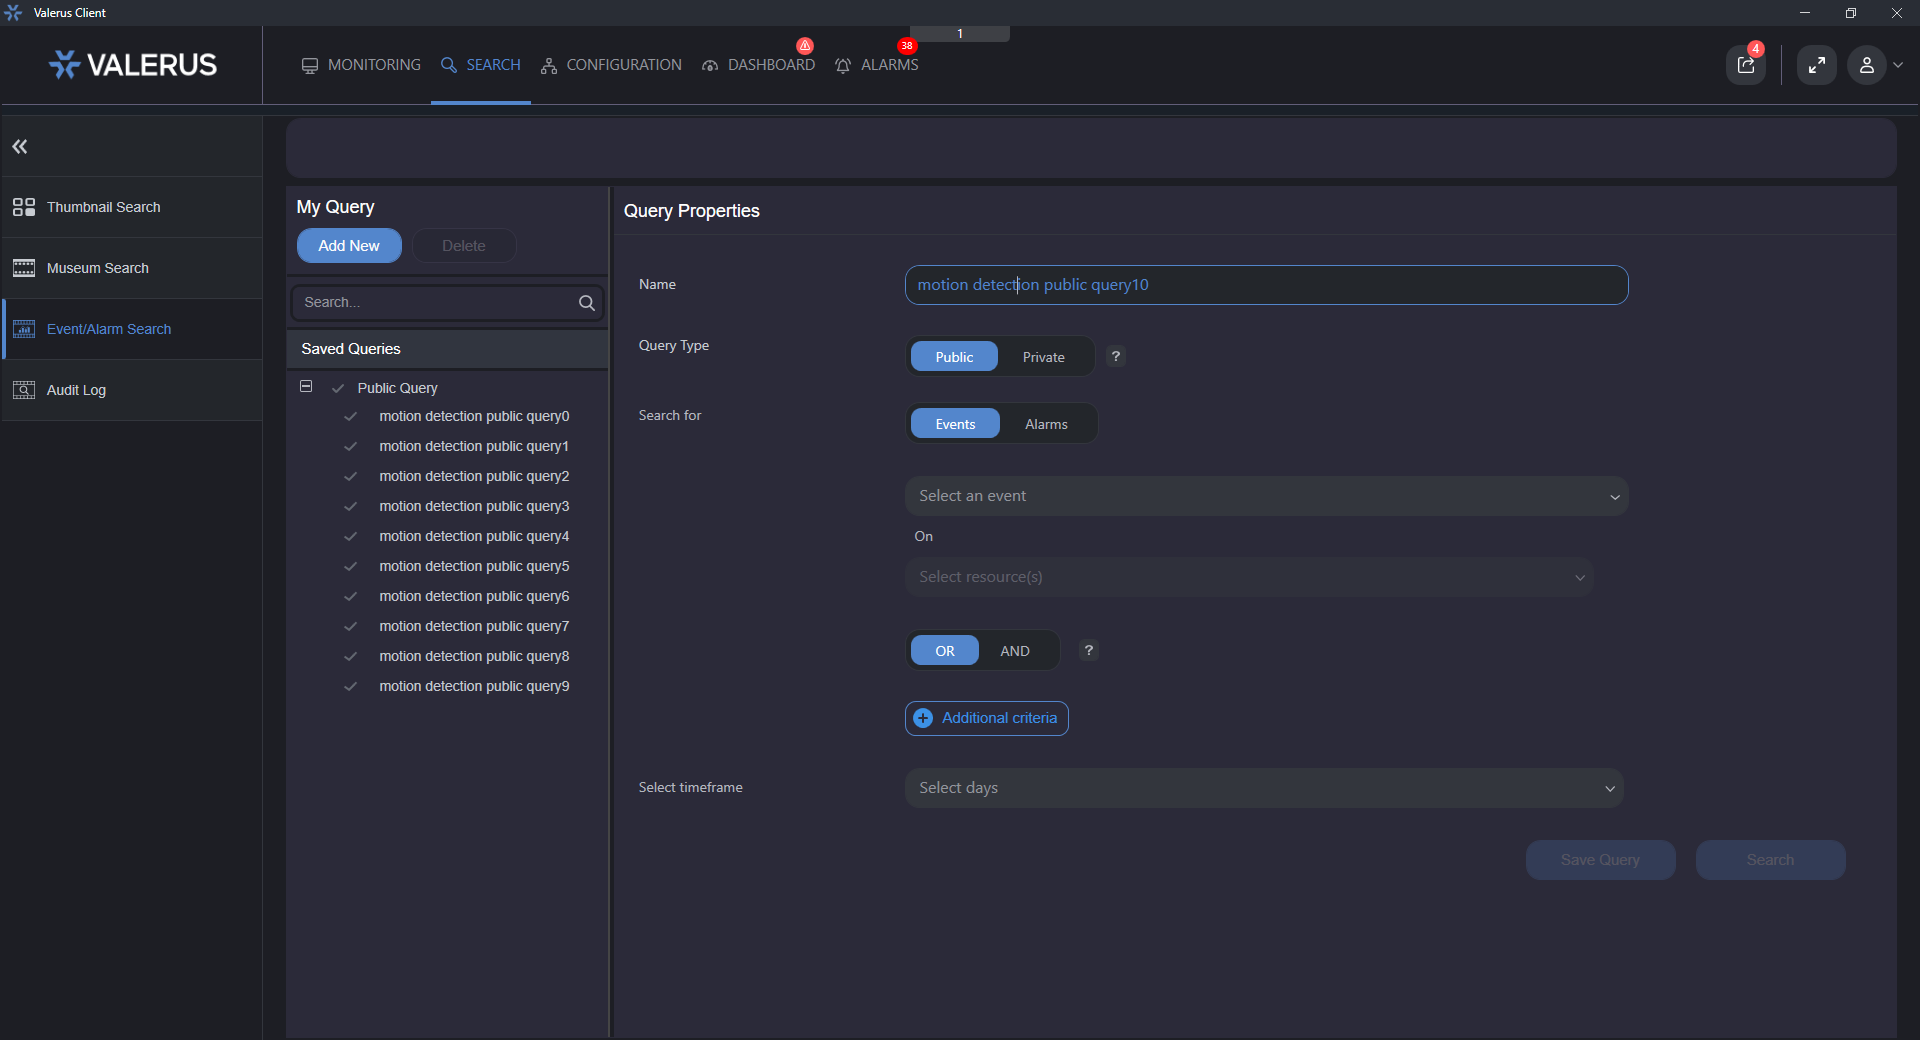 Valerus Client
1
VALERUS
MONITORING
SEARCH
CONFIGURATION
DASHBOARD
38
ALARMS
4
Thumbnail Search
Museum Search
Event/Alarm Search
Audit Log
My Query
Add New
Delete
Search...
Saved Queries
Public Query
motion detection public query0
motion detection public query1
motion detection public query2
motion detection public query3
motion detection public query4
motion detection public query5
motion detection public query6
motion detection public query7
motion detection public query8
motion detection public query9
Query Properties
Name
motion detection public query10
Query Type
Public
Private
?
Search for
Events
Alarms
Select an event
On
Select resource(s)
OR
AND
?
Additional criteria
Select timeframe
Select days
Save Query
Search